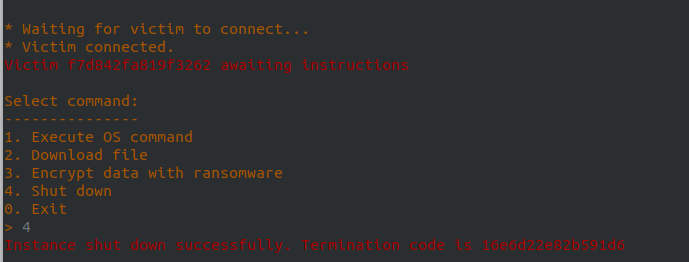 * Waiting for victim to connect...
* Victim connected.
Victim f7d842fa819f3262 awaiting instructions
Select command:
---------------
1. Execute OS command
2. Download file
3. Encrypt data with ransomware
4. Shut down
0. Exit
> 4
Instance shut down successfully. Termination code is 16e6d22e82b591d6